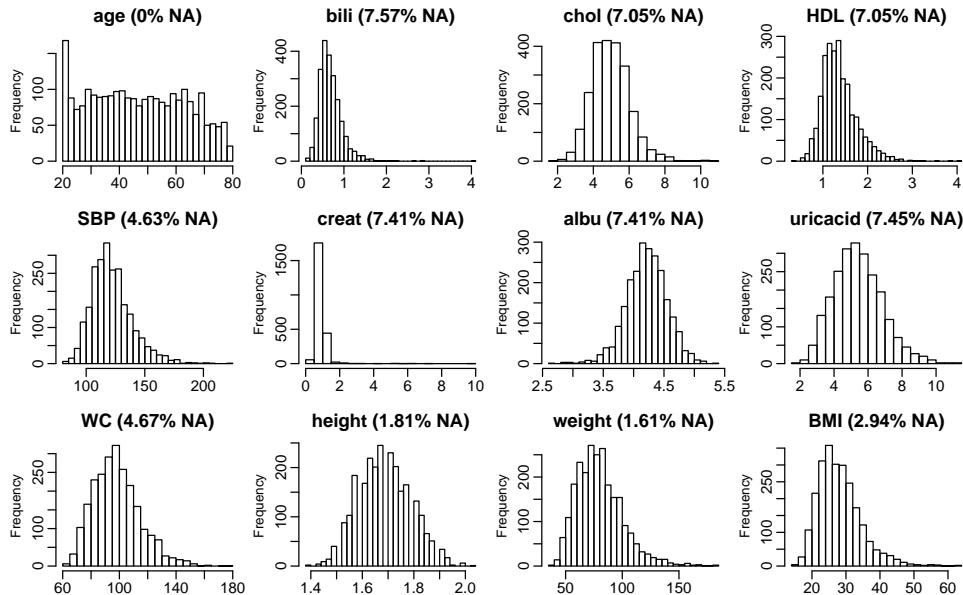 age (0% NA)
Frequency
0 50 100
20 40 60 80
bili (7.57% NA)
Frequency
0 200 400
0 1 2 3 4
chol (7.05% NA)
Frequency
0 200 400
2 4 6 8 10
HDL (7.05% NA)
Frequency
0 100 200 300
1 2 3 4
SBP (4.63% NA)
Frequency
0 100 250
100 150 200
creat (7.41% NA)
Frequency
0 500 1500
0 2 4 6 8 10
albu (7.41% NA)
Frequency
0 100 200 300
2.5 3.5 4.5 5.5
uricacid (7.45% NA)
Frequency
0 100 250
2 4 6 8 10
WC (4.67% NA)
Frequency
0 100 250
60 100 140 180
height (1.81% NA)
Frequency
0 100 200
1.4 1.6 1.8 2.0
weight (1.61% NA)
Frequency
0 100 200
50 100 150
BMI (2.94% NA)
Frequency
0 100 250
20 30 40 50 60